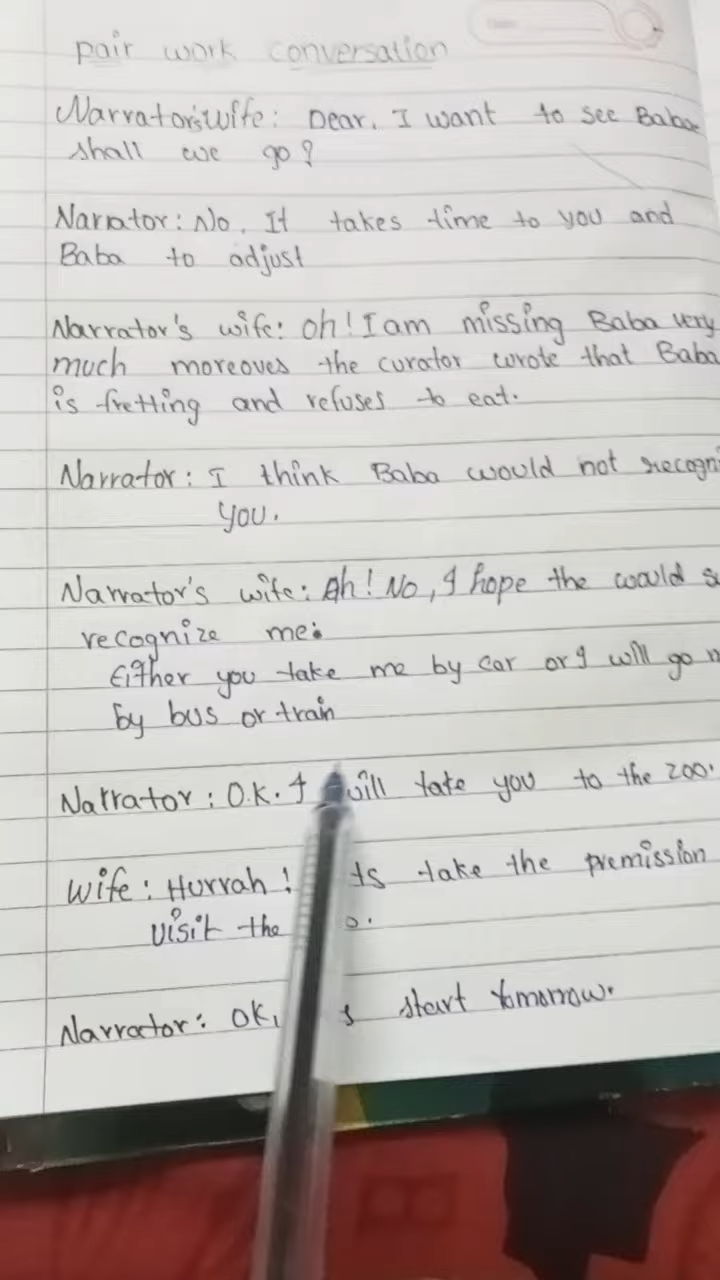 pair work conversation
Narrator's wife: Dear, I want to see Baba
shall we go?
Narrator: No, It takes time to you and
Baba to adjust
Narrator's wife: Oh! I am missing Baba very
much moreoves the curator wrote that Baba
is fretting and refuses to eat.
Narrator: I think Baba would not
you.
Narrator's wife: Ah! No, I hope the would
recognize me.
Either you take me by car or I will go
by bus or train
Narrator: O.K. I will tate you to the zoo.
Wife: Hurrah! take the premission
visit the
Narrator: OK, start tomorrow.